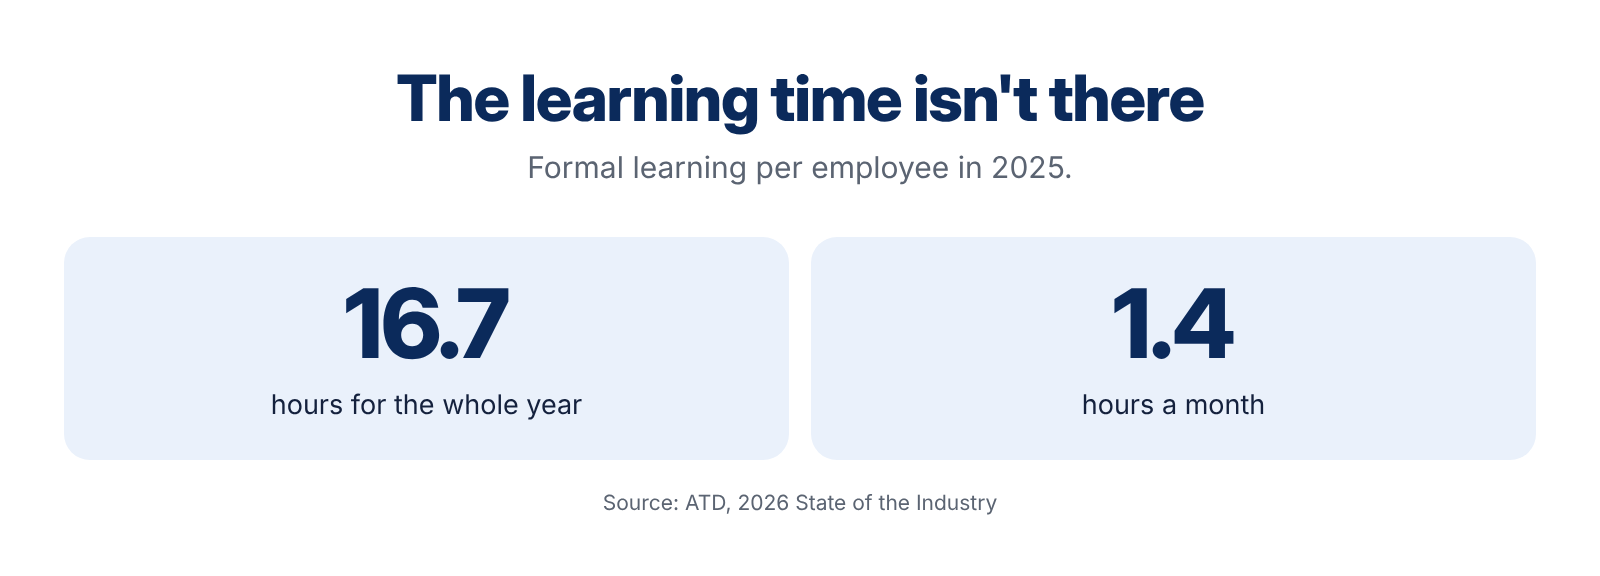 The learning time isn't there
Formal learning per employee in 2025.
16.7
hours for the whole year
1.4
hours a month
Source: ATD, 2026 State of the Industry